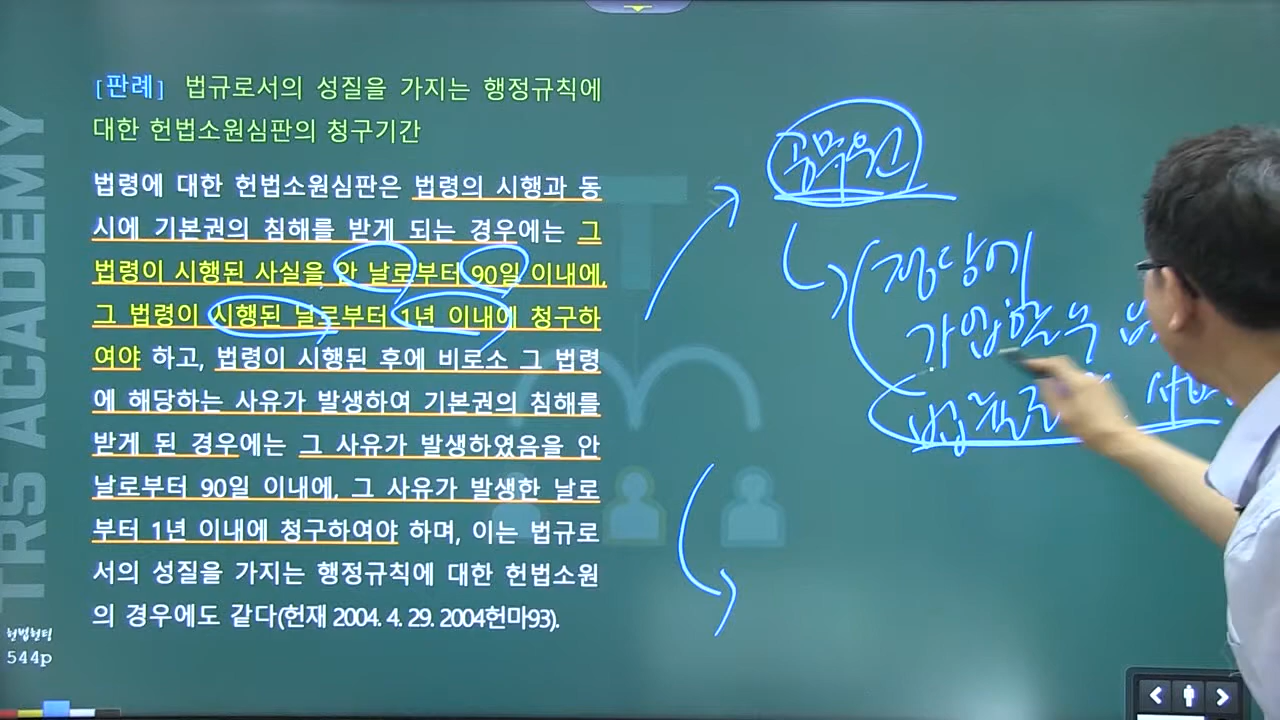 [판례] 법규로서의 성질을 가지는 행정규칙에
대한 헌법소원심판의 청구기간
법령에 대한 헌법소원심판은 법령의 시행과 동
시에 기본권의 침해를 받게 되는 경우에는 그
법령이 시행된 사실을 안 날로부터 90일 이내에,
그 법령이 시행된 날로부터 1년 이내에 청구하
여야 하고, 법령이 시행된 후에 비로소 그 법령
에 해당하는 사유가 발생하여 기본권의 침해를
받게 된 경우에는 그 사유가 발생하였음을 안
날로부터 90일 이내에, 그 사유가 발생한 날로
부터 1년 이내에 청구하여야 하며, 이는 법규로
서의 성질을 가지는 행정규칙에 대한 헌법소원
의 경우에도 같다(헌재 2004. 4. 29. 2004헌마93).
공무원
정당에
가입할 수
TRS ACADEMY
헌법헌팅
544p